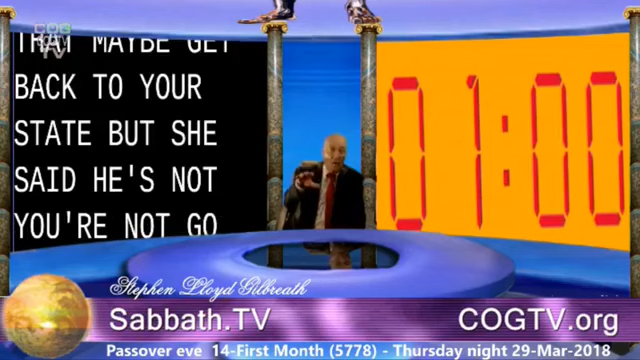 COG
TV
THAT MAYBE GET
BACK TO YOUR
STATE BUT SHE
SAID HE'S NOT
YOU'RE NOT GO
01:00
Stephen Lloyd Gilbreath
Sabbath.TV
COGTV.org
Passover eve 14-First Month (5778) - Thursday night 29-Mar-2018